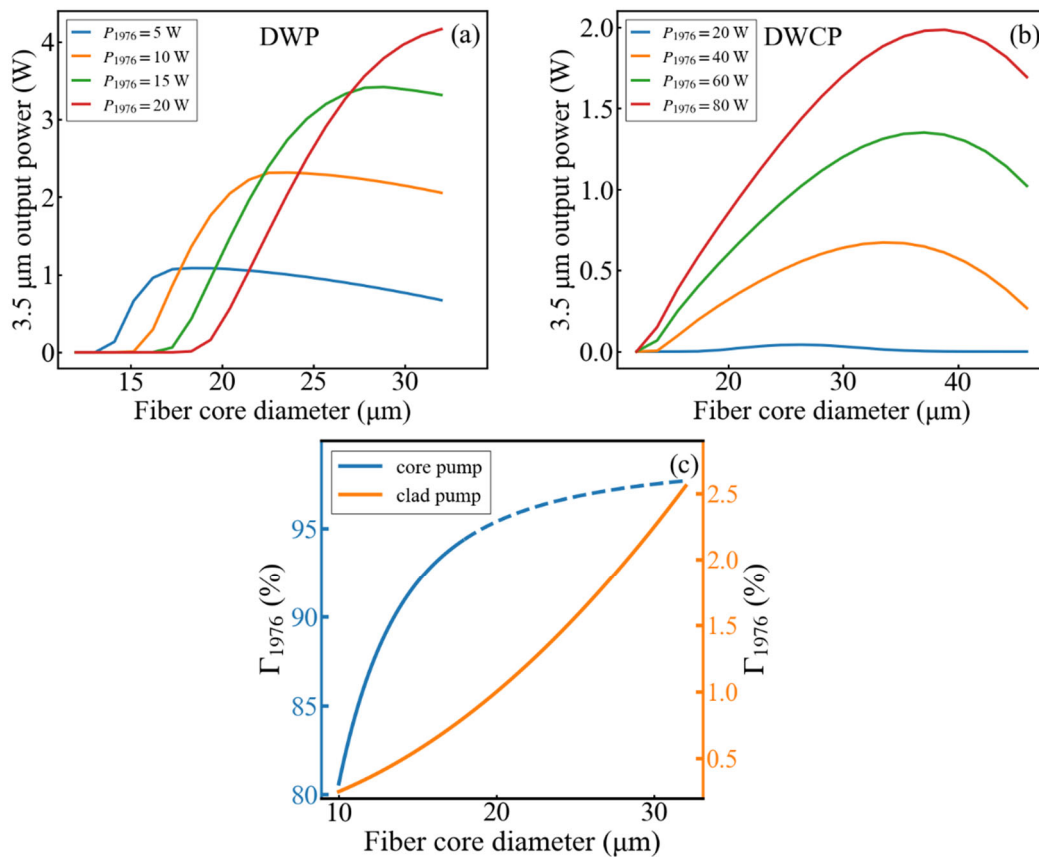 DWP
(a)
P1976 = 5 W
P1976 = 10 W
P1976 = 15 W
P1976 = 20 W
3.5 μm output power (W)
4
3
2
1
0
15 20 25 30
Fiber core diameter (μm)
DWCP
(b)
P1976 = 20 W
P1976 = 40 W
P1976 = 60 W
P1976 = 80 W
3.5 μm output power (W)
2.0
1.5
1.0
0.5
0.0
20 30 40
Fiber core diameter (μm)
(c)
core pump
clad pump
Γ1976 (%)
95
90
85
80
2.5
2.0
1.5
1.0
0.5
Γ1976 (%)
10 20 30
Fiber core diameter (μm)